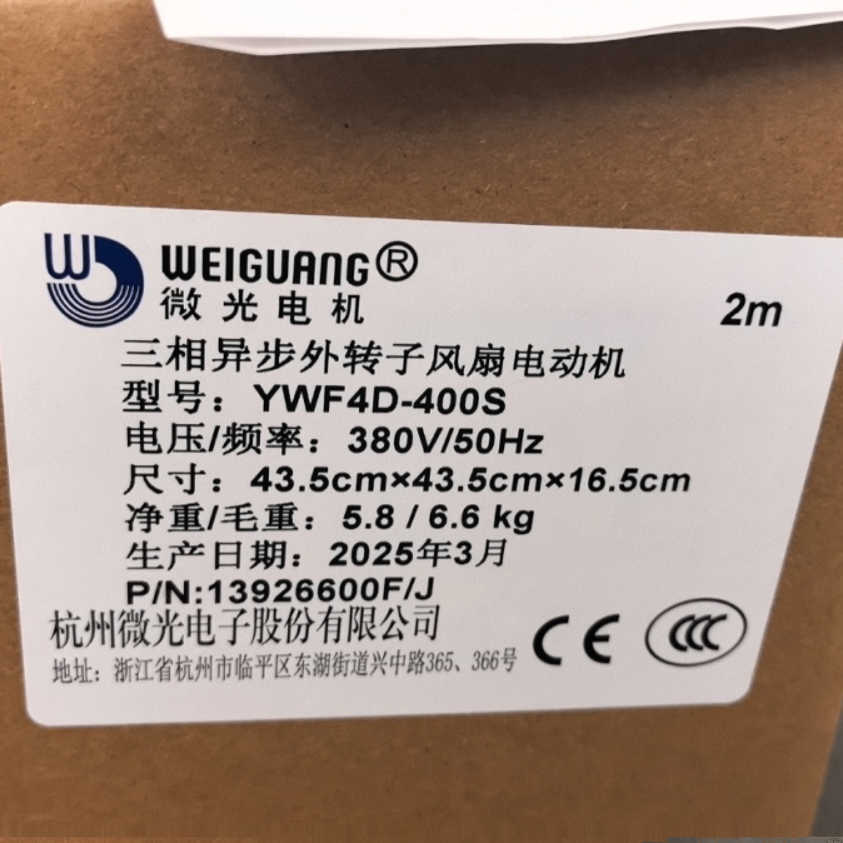 W
WEIGUANG®
微光电机
2m
三相异步外转子风扇电动机
型号：YWF4D-400S
电压/频率：380V/50Hz
尺寸：43.5cm×43.5cm×16.5cm
净重/毛重：5.8 / 6.6 kg
生产日期：2025年3月
P/N:13926600F/J
杭州微光电子股份有限公司
地址：浙江省杭州市临平区东湖街道兴中路365、366号
CE
CCC